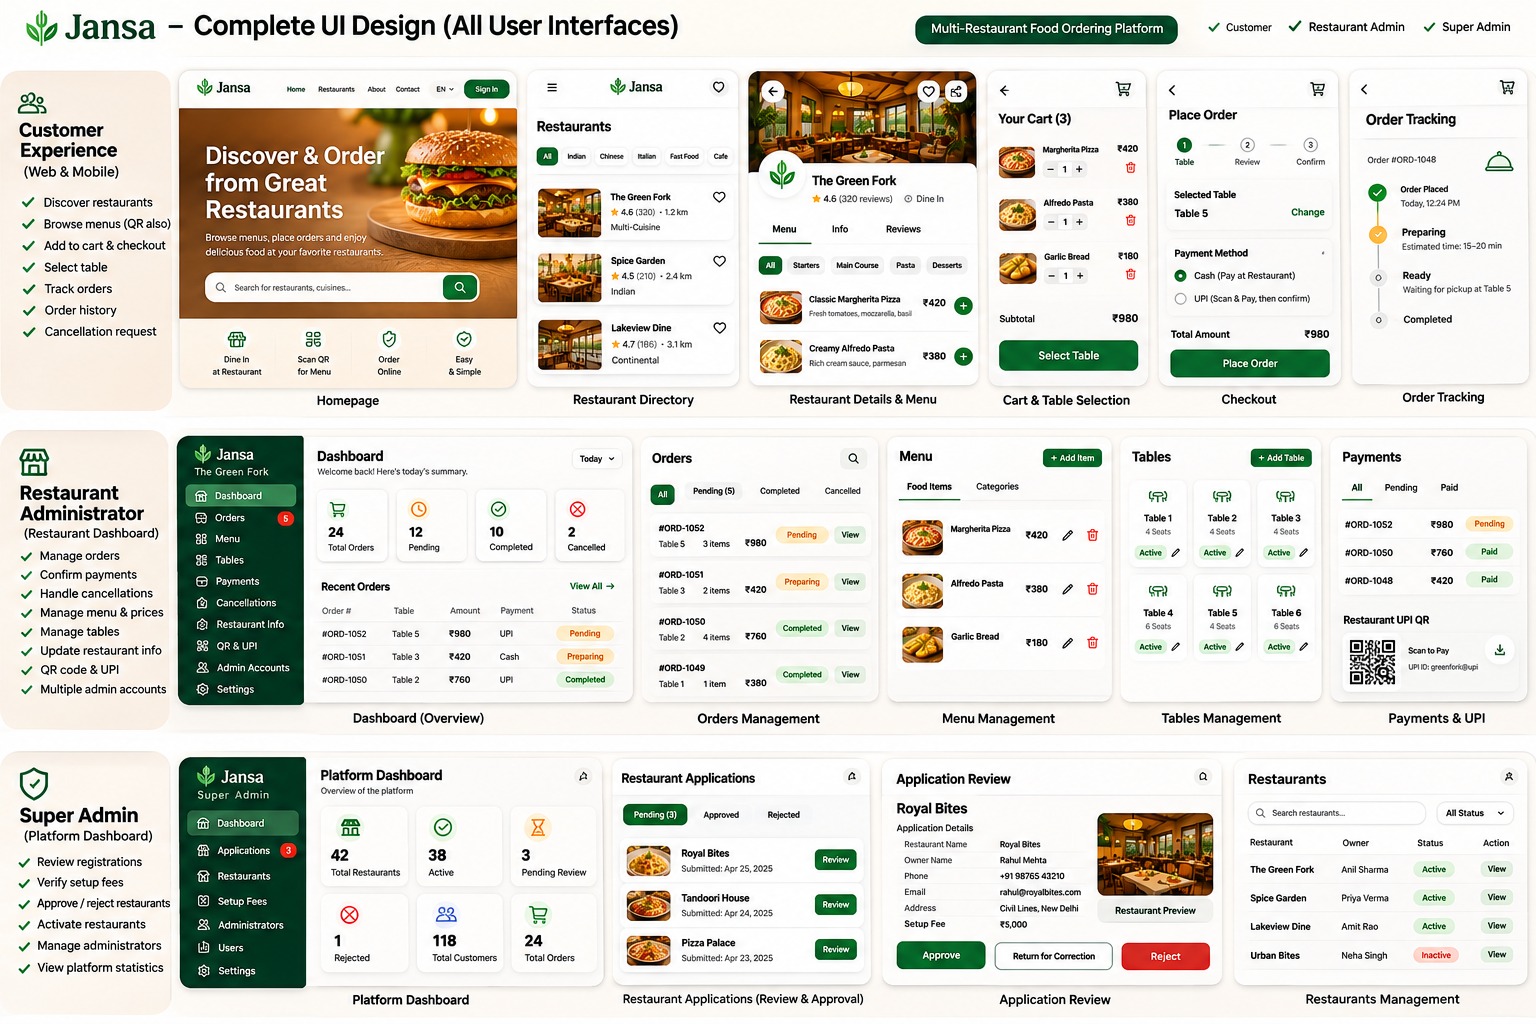 Jansa – Complete UI Design (All User Interfaces)
Multi-Restaurant Food Ordering Platform
Customer
Restaurant Admin
Super Admin
Customer
Experience
(Web & Mobile)
Discover restaurants
Browse menus (QR also)
Add to cart & checkout
Select table
Track orders
Order history
Cancellation request
Jansa
Home
Restaurants
About
Contact
EN
Sign In
Discover & Order
from Great
Restaurants
Browse menus, place orders and enjoy
delicious food at your favorite restaurants.
Search for restaurants, cuisines...
Dine In
at Restaurant
Scan QR
for Menu
Order
Online
Easy
& Simple
Homepage
Jansa
Restaurants
All
Indian
Chinese
Italian
Fast Food
Cafe
The Green Fork
4.6 (320) • 1.2 km
Multi-Cuisine
Spice Garden
4.5 (210) • 2.4 km
Indian
Lakeview Dine
4.7 (186) • 3.1 km
Continental
Restaurant Directory
The Green Fork
4.6 (320 reviews)
Dine In
Menu
Info
Reviews
All
Starters
Main Course
Pasta
Desserts
Classic Margherita Pizza
Fresh tomatoes, mozzarella, basil
₹420
Creamy Alfredo Pasta
Rich cream sauce, parmesan
₹380
Restaurant Details & Menu
Your Cart (3)
Margherita Pizza
₹420
− 1 +
Alfredo Pasta
₹380
− 1 +
Garlic Bread
₹180
− 1 +
Subtotal
₹980
Select Table
Cart & Table Selection
Place Order
1
2
3
Table
Review
Confirm
Selected Table
Table 5
Change
Payment Method
Cash (Pay at Restaurant)
UPI (Scan & Pay, then confirm)
Total Amount
₹980
Place Order
Checkout
Order Tracking
Order #ORD-1048
Order Placed
Today, 12:24 PM
Preparing
Estimated time: 15–20 min
Ready
Waiting for pickup at Table 5
Completed
Order Tracking
Restaurant
Administrator
(Restaurant Dashboard)
Manage orders
Confirm payments
Handle cancellations
Manage menu & prices
Manage tables
Update restaurant info
QR code & UPI
Multiple admin accounts
Jansa
The Green Fork
Dashboard
Orders
5
Menu
Tables
Payments
Cancellations
Restaurant Info
QR & UPI
Admin Accounts
Settings
Dashboard
Welcome back! Here's today's summary.
Today
24
Total Orders
12
Pending
10
Completed
2
Cancelled
Recent Orders
View All →
Order #
Table
Amount
Payment
Status
#ORD-1052
Table 5
₹980
UPI
Pending
#ORD-1051
Table 3
₹420
Cash
Preparing
#ORD-1050
Table 2
₹760
UPI
Completed
Dashboard (Overview)
Orders
All
Pending (5)
Completed
Cancelled
#ORD-1052
Table 5
3 items
₹980
Pending
View
#ORD-1051
Table 3
2 items
₹420
Preparing
View
#ORD-1050
Table 2
4 items
₹760
Completed
View
#ORD-1049
Table 1
1 item
₹380
Completed
View
Orders Management
Menu
+ Add Item
Food Items
Categories
Margherita Pizza
₹420
Alfredo Pasta
₹380
Garlic Bread
₹180
Menu Management
Tables
+ Add Table
Table 1
4 Seats
Active
Table 2
4 Seats
Active
Table 3
4 Seats
Active
Table 4
6 Seats
Active
Table 5
4 Seats
Active
Table 6
6 Seats
Active
Tables Management
Payments
All
Pending
Paid
#ORD-1052
₹980
Pending
#ORD-1050
₹760
Paid
#ORD-1048
₹420
Paid
Restaurant UPI QR
Scan to Pay
UPI ID: greenfork@upi
Payments & UPI
Super Admin
(Platform Dashboard)
Review registrations
Verify setup fees
Approve / reject restaurants
Activate restaurants
Manage administrators
View platform statistics
Jansa
Super Admin
Dashboard
Applications
3
Restaurants
Setup Fees
Administrators
Users
Settings
Platform Dashboard
Overview of the platform
42
Total Restaurants
38
Active
3
Pending Review
1
Rejected
118
Total Customers
24
Total Orders
Platform Dashboard
Restaurant Applications
Pending (3)
Approved
Rejected
Royal Bites
Submitted: Apr 25, 2025
Review
Tandoori House
Submitted: Apr 24, 2025
Review
Pizza Palace
Submitted: Apr 23, 2025
Review
Restaurant Applications (Review & Approval)
Application Review
Royal Bites
Application Details
Restaurant Name
Royal Bites
Owner Name
Rahul Mehta
Phone
+91 98765 43210
Email
rahul@royalbites.com
Address
Civil Lines, New Delhi
Setup Fee
₹5,000
Restaurant Preview
Approve
Return for Correction
Reject
Application Review
Restaurants
Search restaurants...
All Status
Restaurant
Owner
Status
Action
The Green Fork
Anil Sharma
Active
View
Spice Garden
Priya Verma
Active
View
Lakeview Dine
Amit Rao
Active
View
Urban Bites
Neha Singh
Inactive
View
Restaurants Management